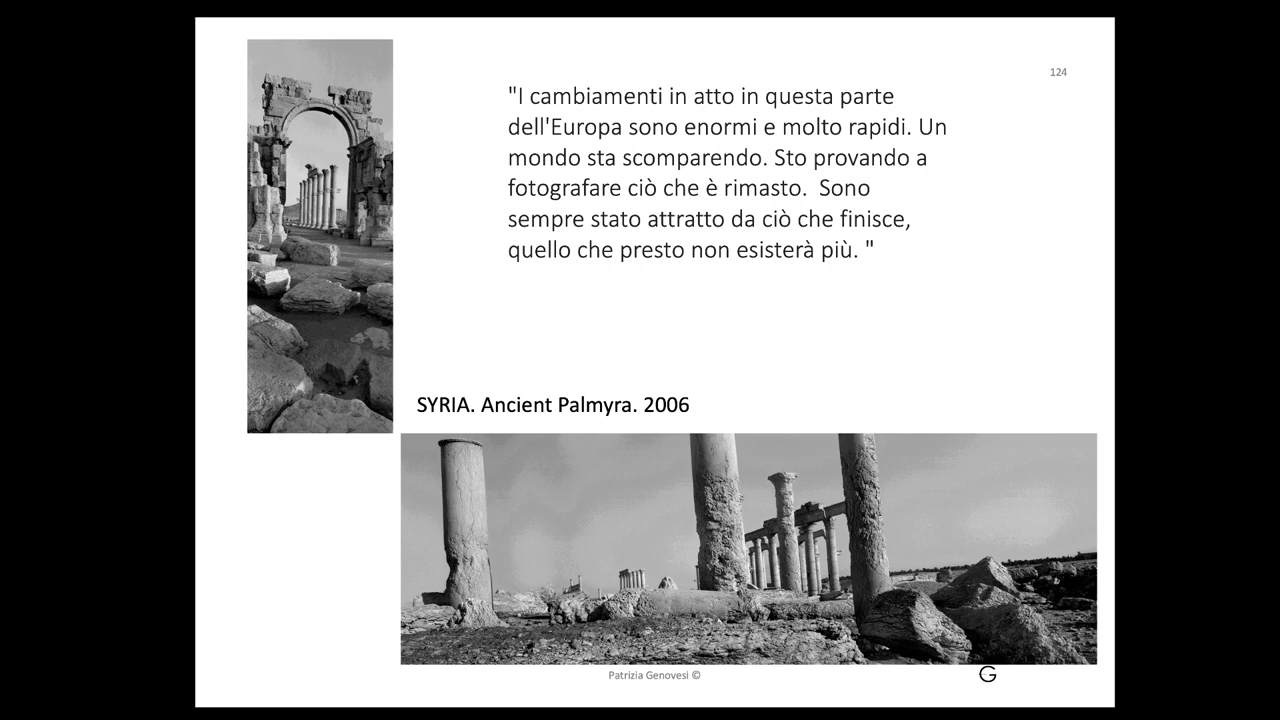 124
"I cambiamenti in atto in questa parte
dell'Europa sono enormi e molto rapidi. Un
mondo sta scomparendo. Sto provando a
fotografare ciò che è rimasto.  Sono
sempre stato attratto da ciò che finisce,
quello che presto non esisterà più. "
SYRIA. Ancient Palmyra. 2006
Patrizia Genovesi ©
G